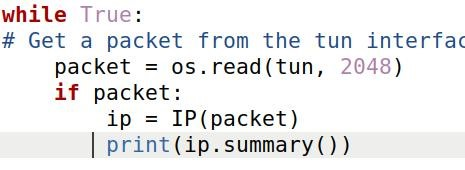 while True:
# Get a packet from the tun interfac
    packet = os.read(tun, 2048)
    if packet:
        ip = IP(packet)
        print(ip.summary())